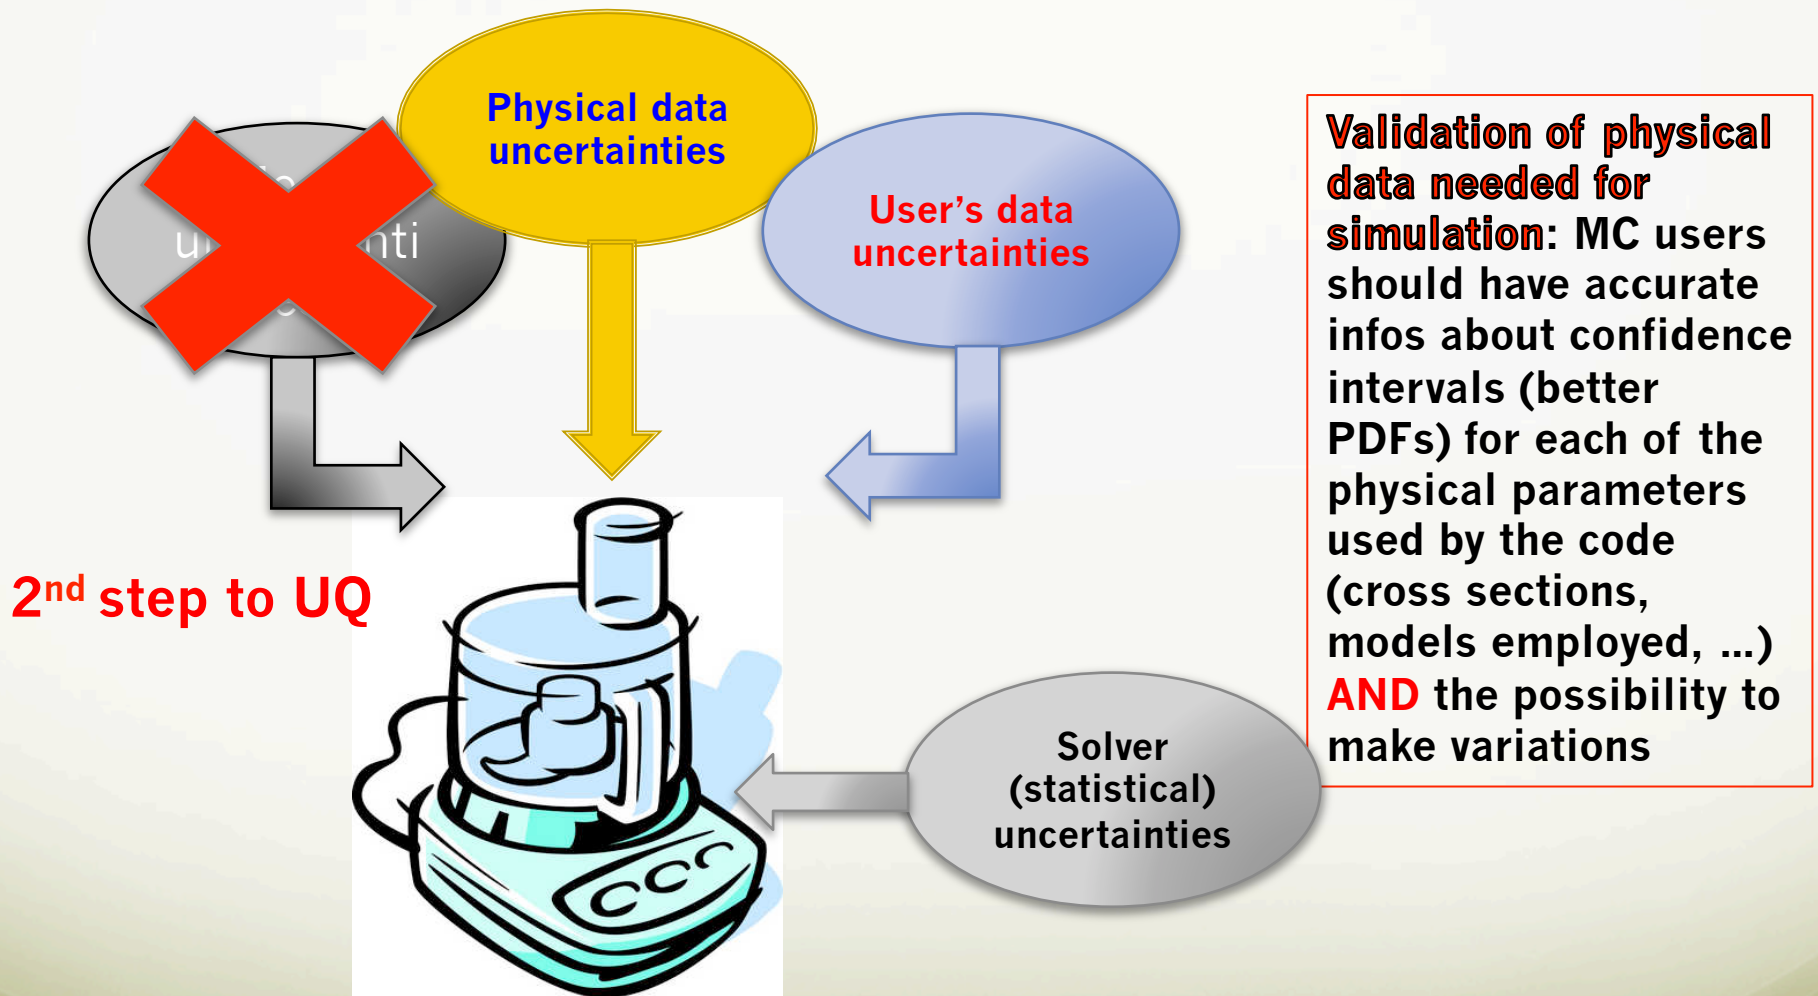 Physical data
uncertainties
User’s data
uncertainties
2nd step to UQ
Solver
(statistical)
uncertainties
Validation of physical
data needed for
simulation: MC users
should have accurate
infos about confidence
intervals (better
PDFs) for each of the
physical parameters
used by the code
(cross sections,
models employed, ...)
AND the possibility to
make variations